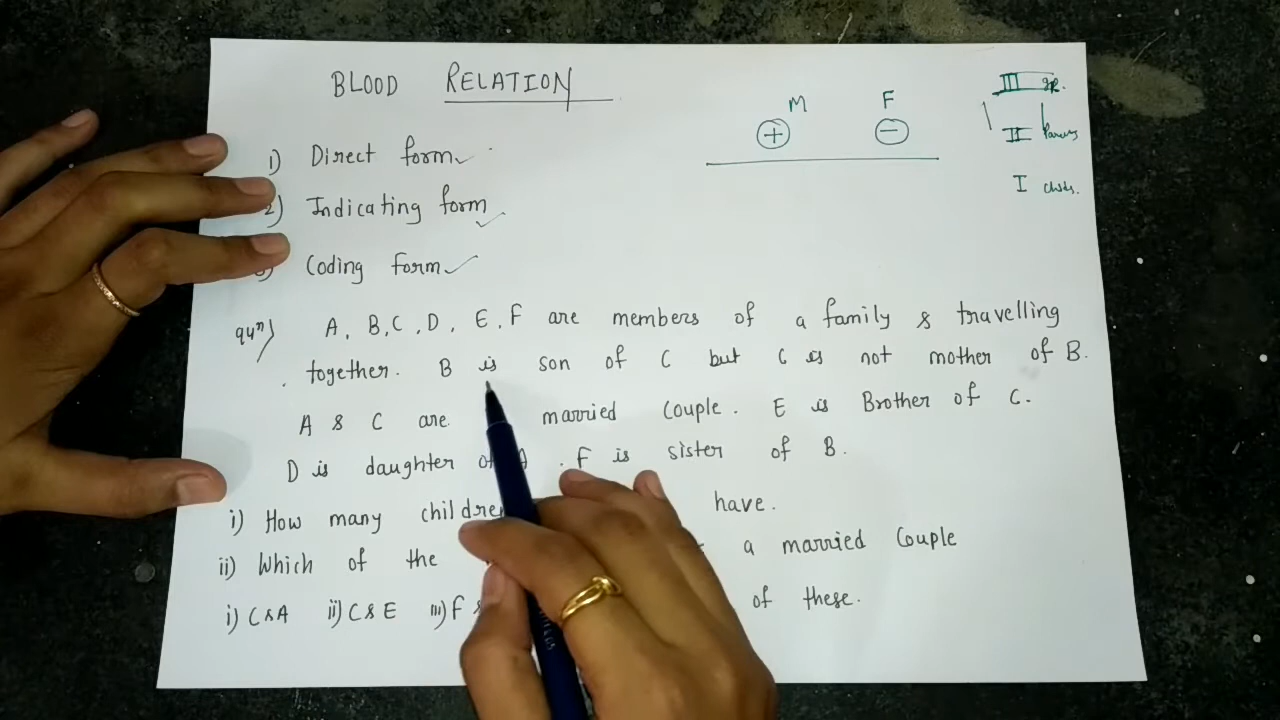 BLOOD RELATION
M F
+ −
III
II
I
1) Direct form
2) Indicating form
3) Coding form
qun) A, B, C, D, E, F are members of a family & travelling
together. B is son of C but C is not mother of B.
A & C are married couple. E is Brother of C.
D is daughter of A. F is sister of B.
i) How many children have.
ii) Which of the a married couple
i) C & A ii) C & E iii) F & of these.